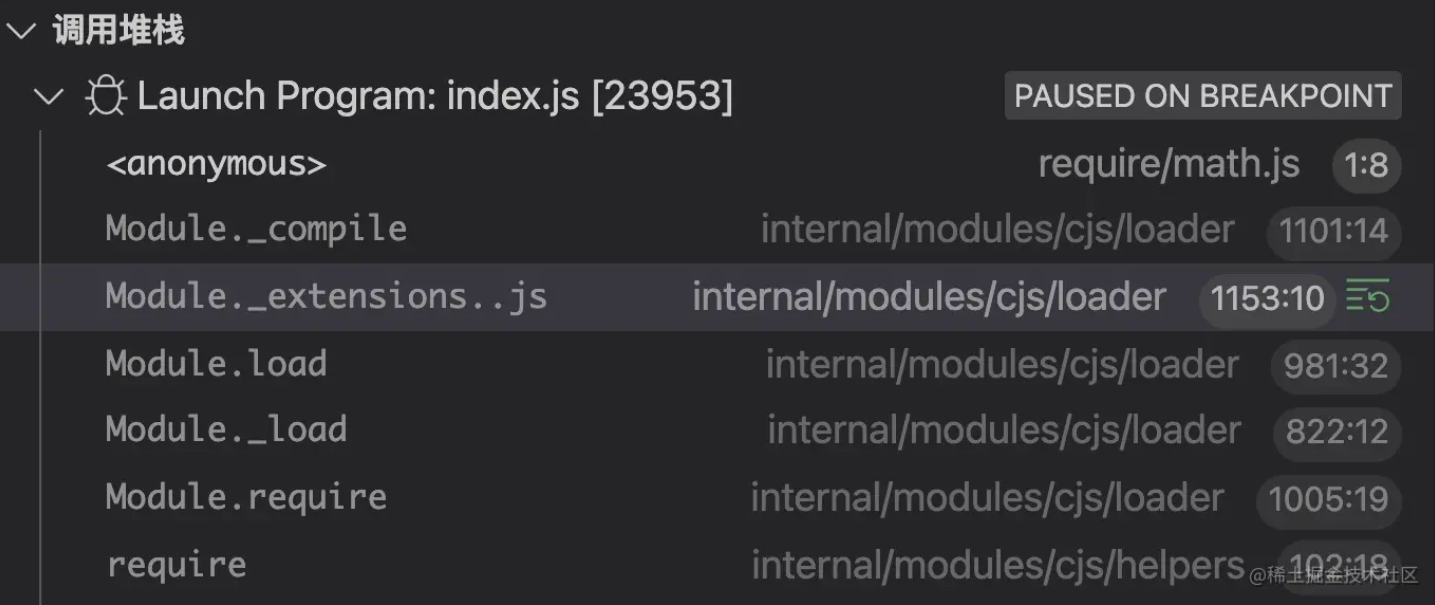 调用堆栈
Launch Program: index.js [23953] PAUSED ON BREAKPOINT
<anonymous> require/math.js 1:8
Module._compile internal/modules/cjs/loader 1101:14
Module._extensions..js internal/modules/cjs/loader 1153:10
Module.load internal/modules/cjs/loader 981:32
Module._load internal/modules/cjs/loader 822:12
Module.require internal/modules/cjs/loader 1005:19
require internal/modules/cjs/helpers 102:18
@稀土掘金技术社区